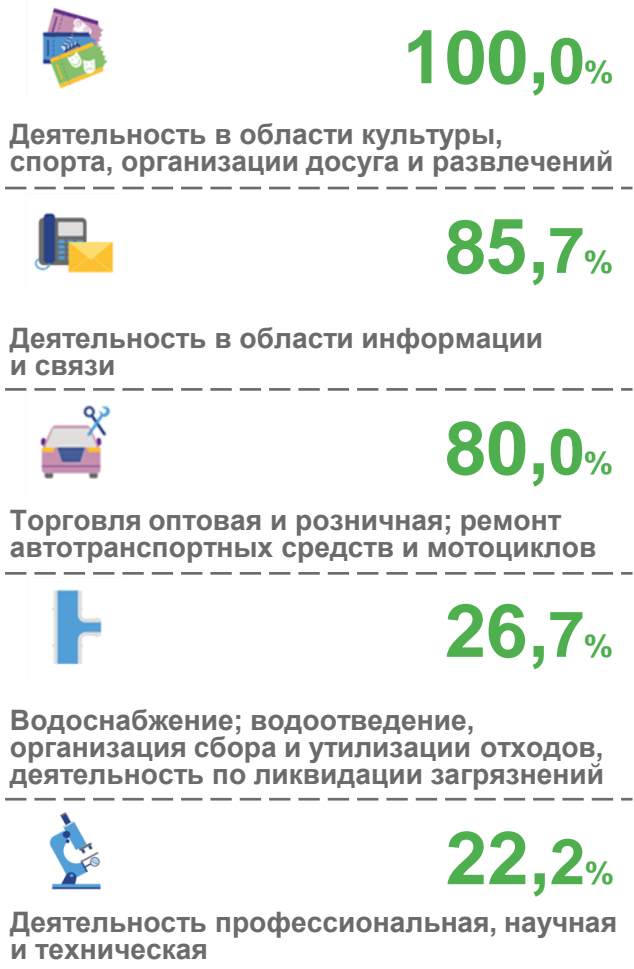 100,0%
Деятельность в области культуры,
спорта, организации досуга и развлечений
85,7%
Деятельность в области информации
и связи
80,0%
Торговля оптовая и розничная; ремонт
автотранспортных средств и мотоциклов
26,7%
Водоснабжение; водоотведение,
организация сбора и утилизации отходов,
деятельность по ликвидации загрязнений
22,2%
Деятельность профессиональная, научная
и техническая